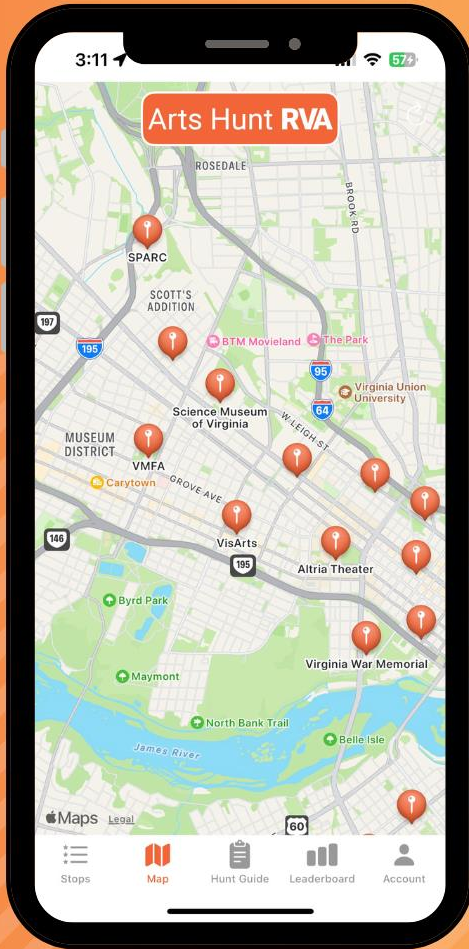 3:11
57
Arts Hunt RVA
ROSEDALE
BROOK RD
SPARC
SCOTT'S
ADDITION
197
195
BTM Movieland
The Park
95
Virginia Union
University
64
Science Museum
of Virginia
W LEIGH ST
MUSEUM
DISTRICT
VMFA
Carytown
GROVE AVE
146
VisArts
195
Altria Theater
Byrd Park
Virginia War Memorial
Maymont
North Bank Trail
Belle Isle
James River
Maps
Legal
60
Stops
Map
Hunt Guide
Leaderboard
Account